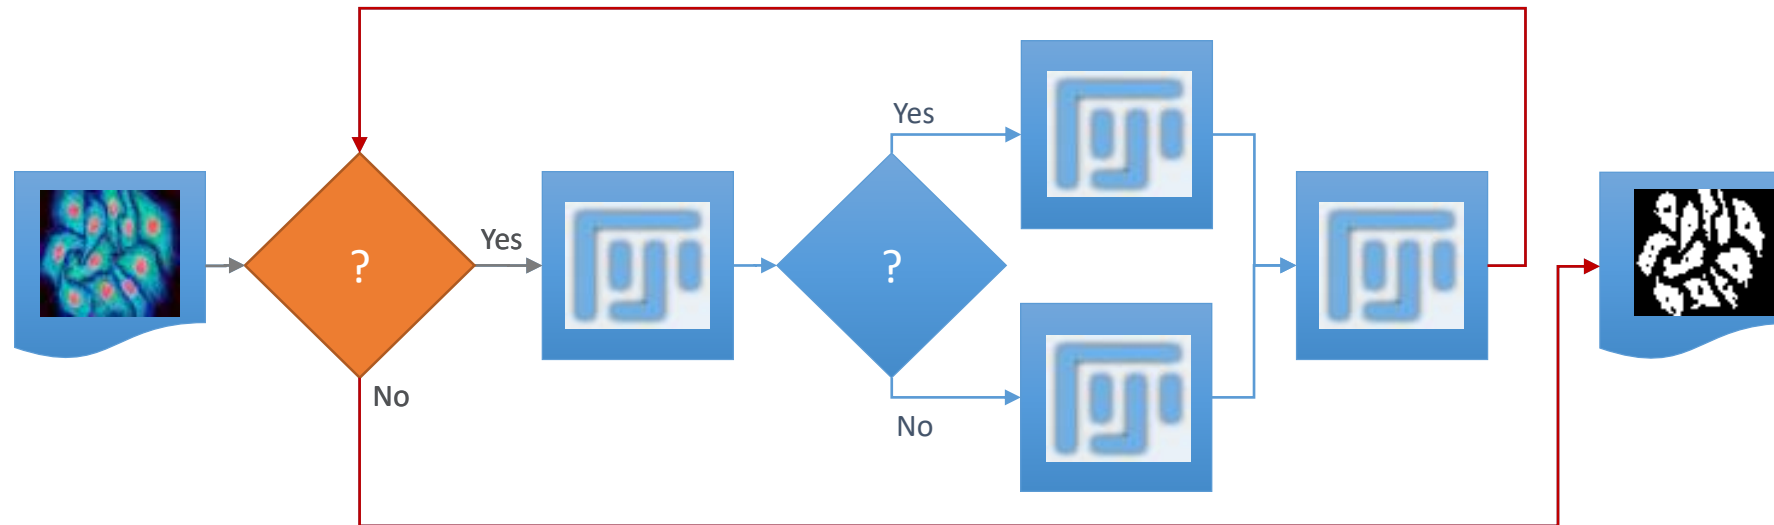 ?
Yes
?
Yes
No
No